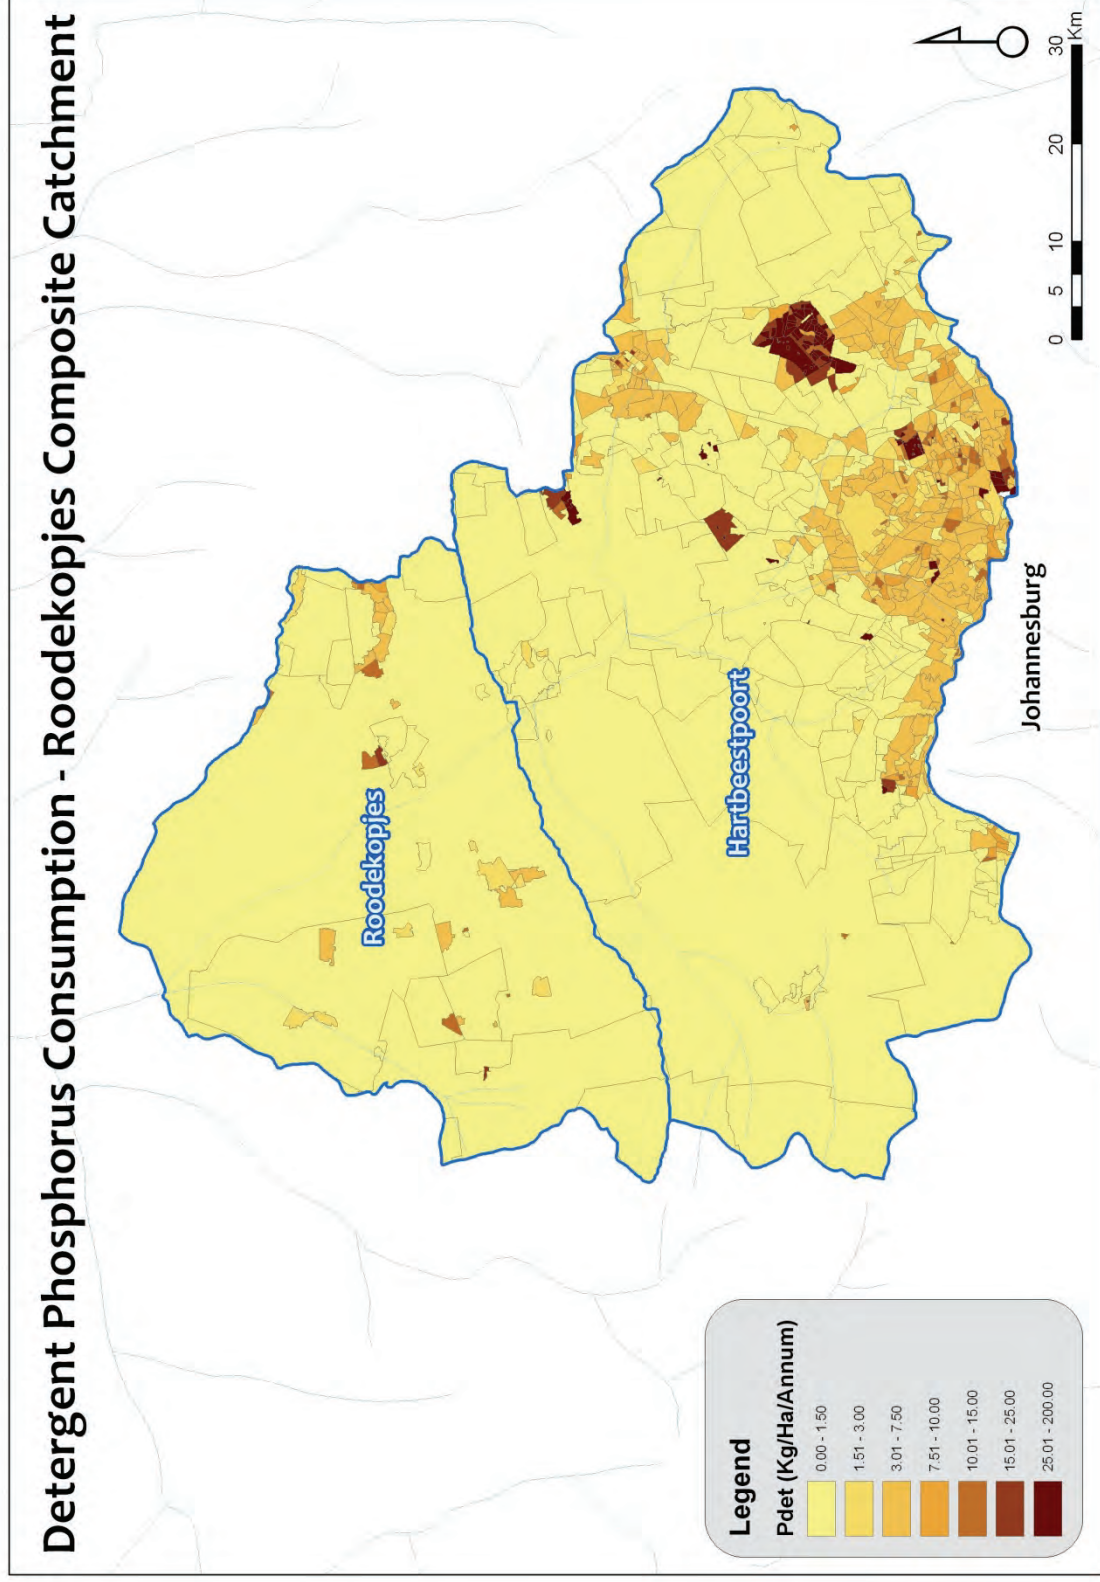 Detergent Phosphorus Consumption - Roodekopjes Composite Catchment
Roodekopjes
Hartbeestpoort
Johannesburg
Legend
Pdet (Kg/Ha/Annum)
0.00 - 1.50
1.51 - 3.00
3.01 - 7.50
7.51 - 10.00
10.01 - 15.00
15.01 - 25.00
25.01 - 200.00
0 5 10 20 30
Km